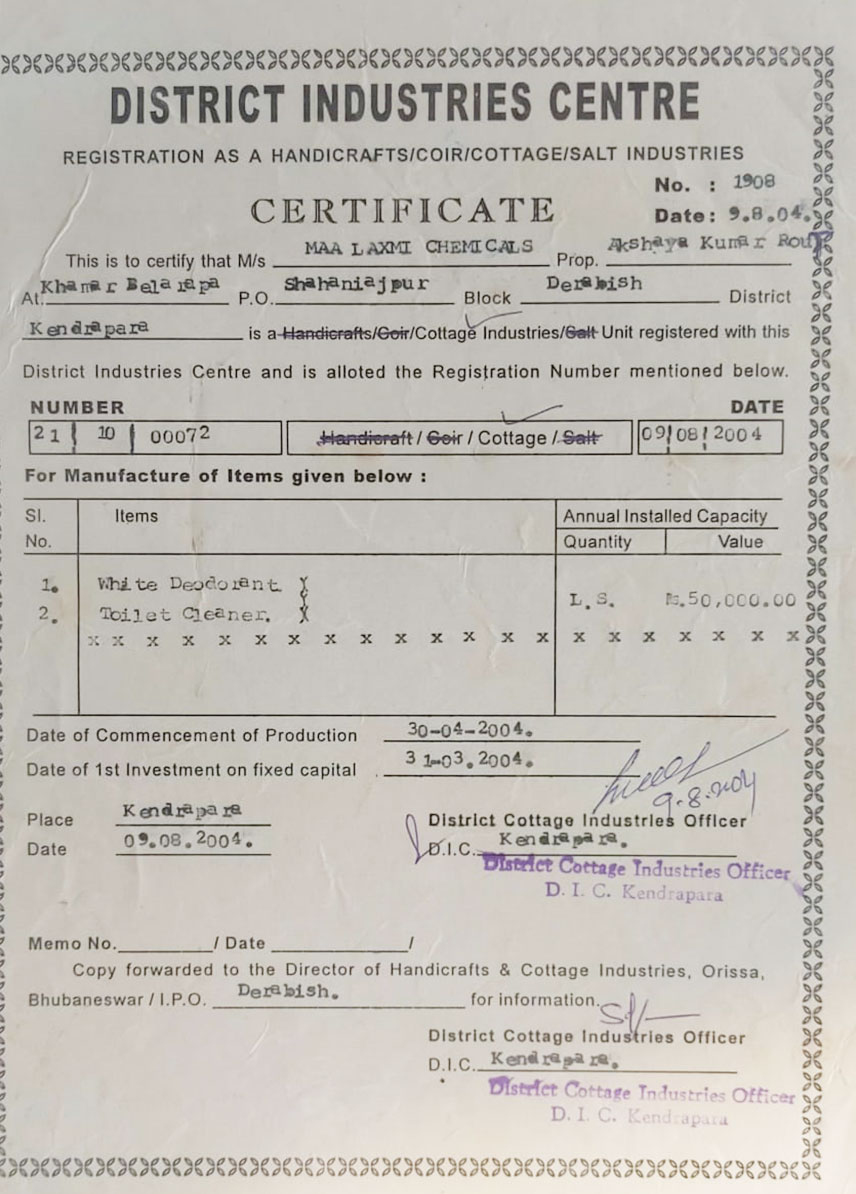 DISTRICT INDUSTRIES CENTRE
REGISTRATION AS A HANDICRAFTS/COIR/COTTAGE/SALT INDUSTRIES
No. : 1908
CERTIFICATE
Date: 9.8.04.
This is to certify that M/s MAA LAXMI CHEMICALS Prop. Akshaya Kumar Rout
At. Khamar Belarapa P.O. Shahaniajpur Block Derabish District
Kendrapara is a Handicrafts/Coir/Cottage Industries/Salt Unit registered with this
District Industries Centre and is alloted the Registration Number mentioned below.
NUMBER DATE
21 10 00072 Handicraft / Coir / Cottage / Salt 09 08 2004
For Manufacture of Items given below :
Sl. Items Annual Installed Capacity
No. Quantity Value
1. White Deodorant
L.S. Rs.50,000.00
2. Toilet Cleaner.
x x x x x x x x x x x x x x x x x x x x x
Date of Commencement of Production 30-04-2004.
Date of 1st Investment on fixed capital 31-03.2004.
9.8.2004
Place Kendrapara
District Cottage Industries Officer
Date 09.08.2004.
D.I.C. Kendrapara.
District Cottage Industries Officer
D. I. C. Kendrapara
Memo No. / Date /
Copy forwarded to the Director of Handicrafts & Cottage Industries, Orissa,
Bhubaneswar / I.P.O. Derabish. for information.
Sd/-
District Cottage Industries Officer
D.I.C. Kendrapara.
District Cottage Industries Officer
D. I. C. Kendrapara